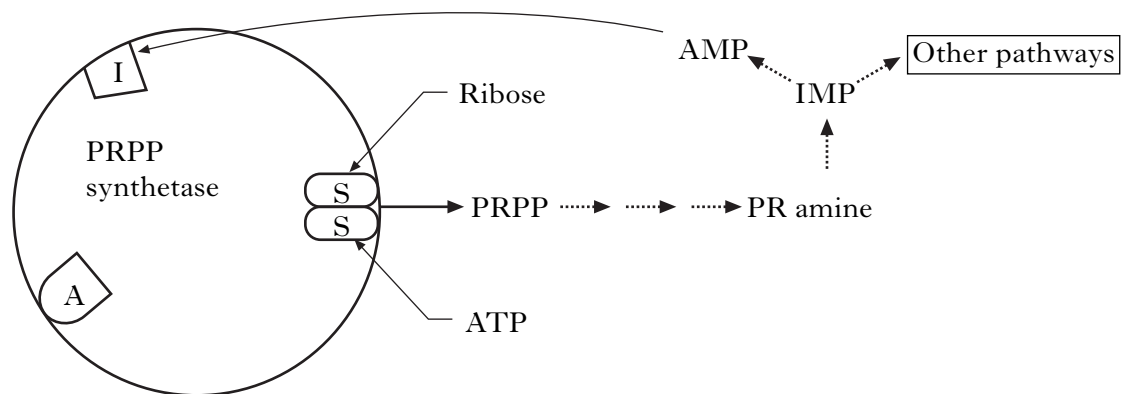 I
AMP
Other pathways
IMP
Ribose
PRPP
synthetase
S
S
PRPP
PR amine
A
ATP